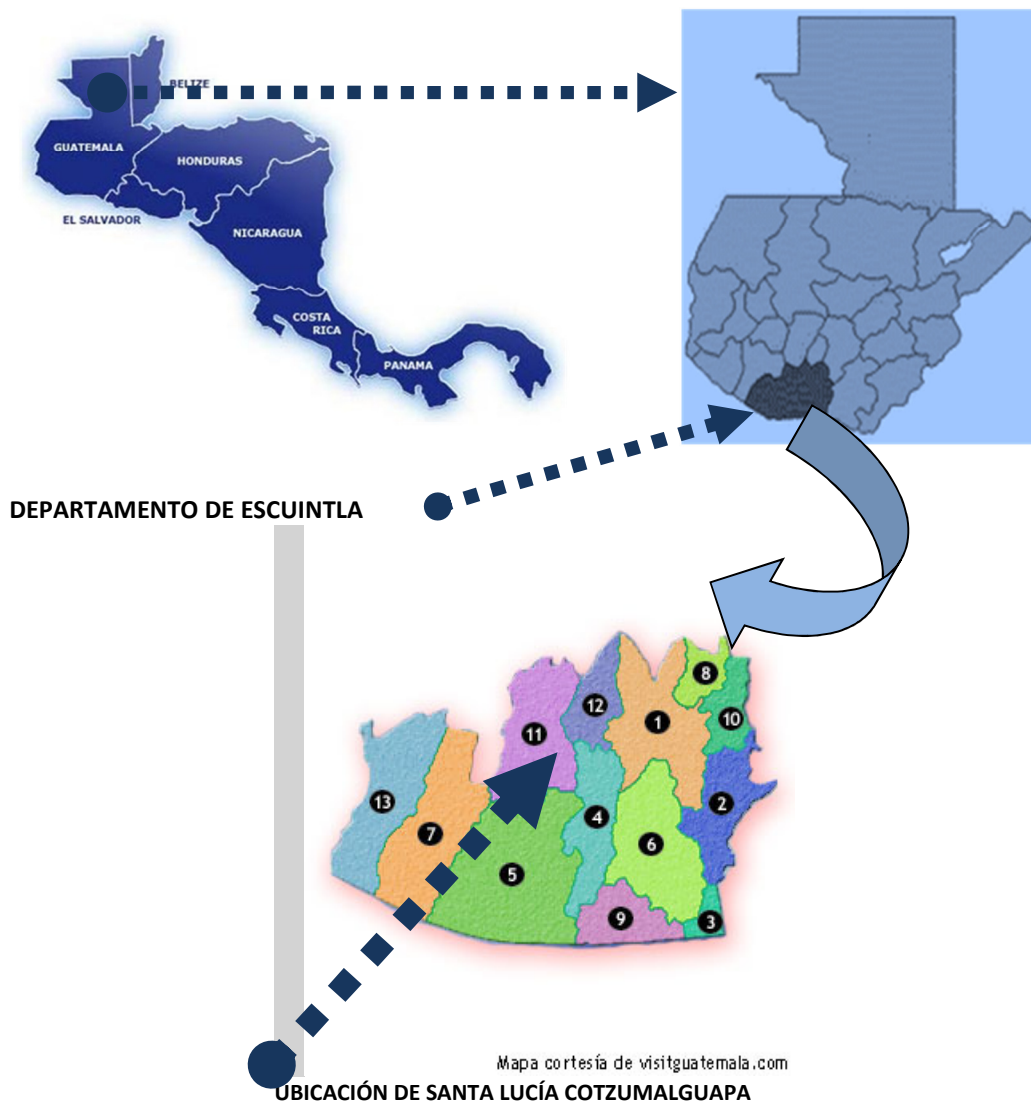 BELIZE
GUATEMALA
HONDURAS
EL SALVADOR
NICARAGUA
COSTA
RICA
PANAMA
DEPARTAMENTO DE ESCUINTLA
8
12
10
1
11
13
2
4
7
6
5
9
3
Mapa cortesía de visitguatemala.com
UBICACIÓN DE SANTA LUCÍA COTZUMALGUAPA